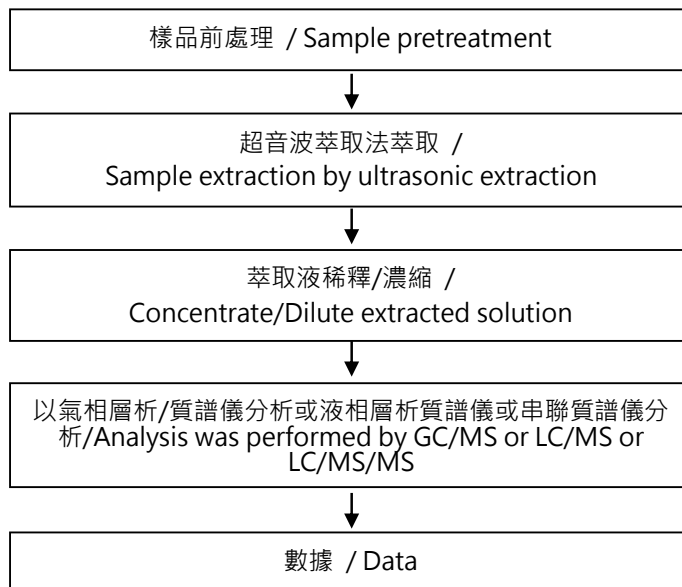 樣品前處理 / Sample pretreatment
超音波萃取法萃取 /
Sample extraction by ultrasonic extraction
萃取液稀釋/濃縮 /
Concentrate/Dilute extracted solution
以氣相層析/質譜儀分析或液相層析質譜儀或串聯質譜儀分
析/Analysis was performed by GC/MS or LC/MS or
LC/MS/MS
數據 / Data